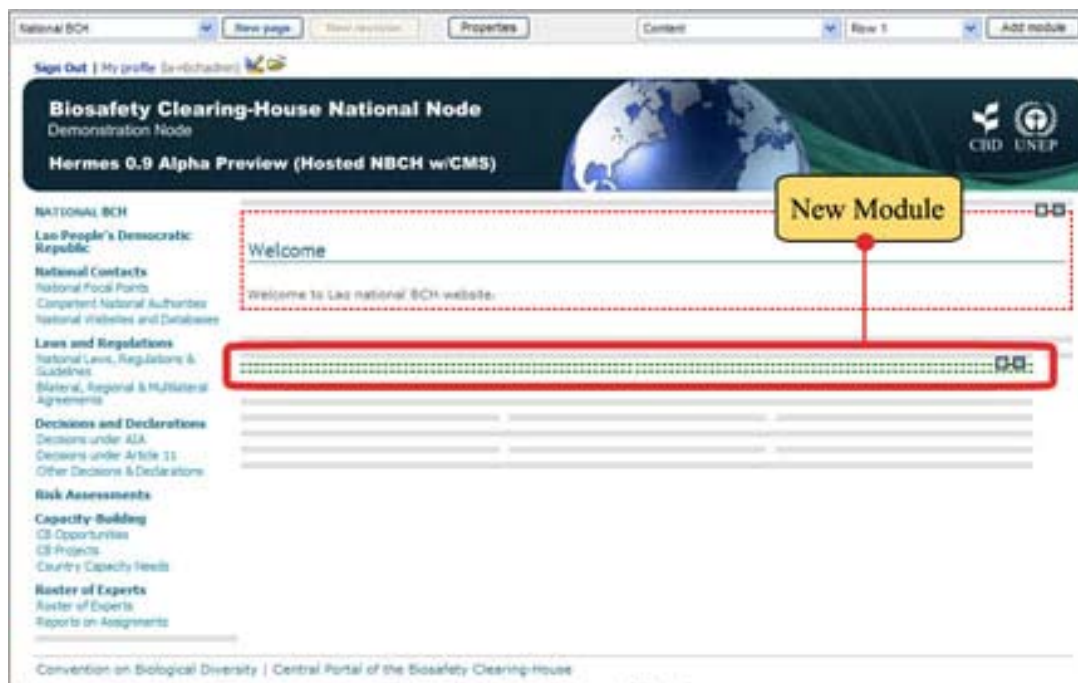 National BCH New page New revision Properties Content Row 1 Add module
Sign Out | My profile
Biosafety Clearing-House National Node
Demonstration Node
Hermes 0.9 Alpha Preview (Hosted NBCH w/CMS)
CBD UNEP
New Module
NATIONAL BCH
Lao People's Democratic
Republic
National Contacts
National Focal Points
Competent National Authorities
National Websites and Databases
Laws and Regulations
National Laws, Regulations &
Guidelines
Bilateral, Regional & Multilateral
Agreements
Decisions and Declarations
Decisions under AIA
Decisions under Article 11
Other Decisions & Declarations
Risk Assessments
Capacity-Building
CB Opportunities
CB Projects
Country Capacity Needs
Roster of Experts
Roster of Experts
Reports on Assignments
Welcome
Welcome to Lao national BCH website.
Convention on Biological Diversity | Central Portal of the Biosafety Clearing-House